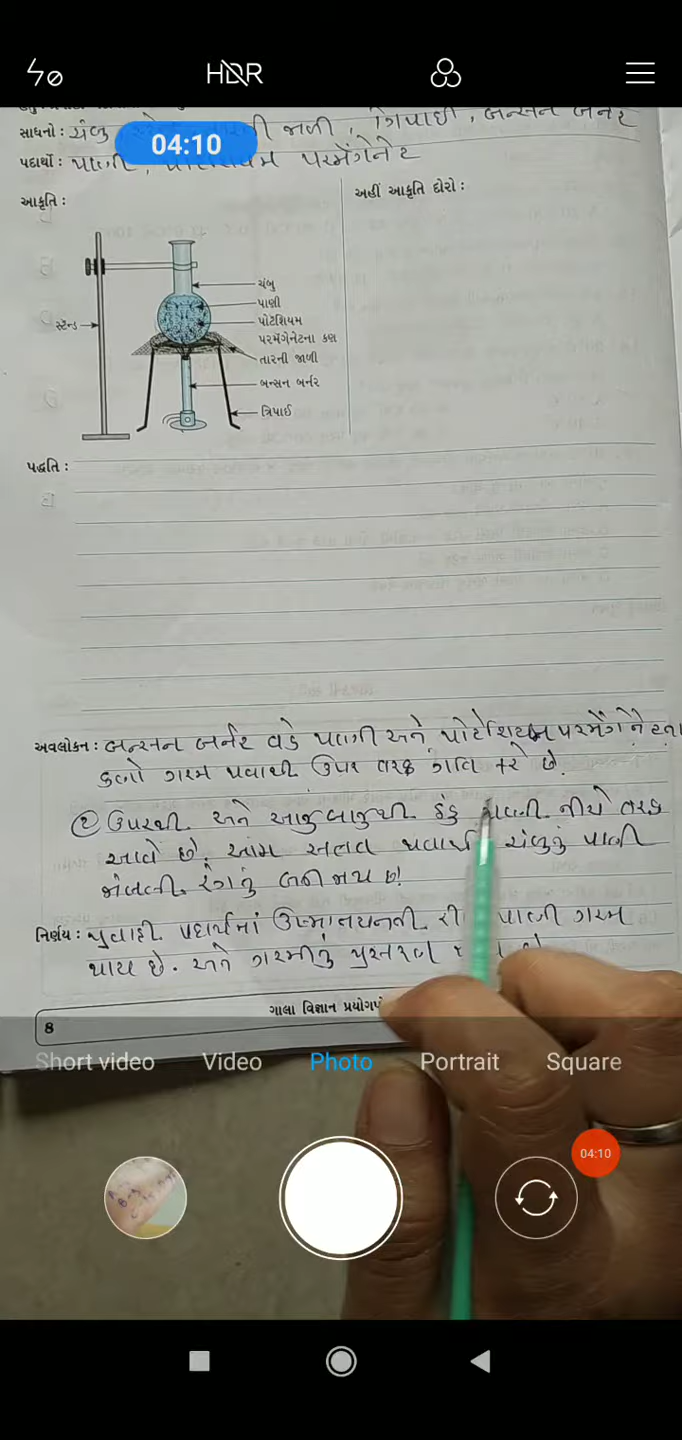 HDR
સાધનો : ચંબુ જાળી , ત્રિપાઈ , બન્સન બર્નર
04:10
પદાર્થો : પાણી , પોટેશિયમ પરમેંગેનેટ
આકૃતિ :
અહીં આકૃતિ દોરો :
ચંબુ
પાણી
સ્ટૅન્ડ
પોટૅશિયમ
પરમેંગેનેટના કણ
તારની જાળી
બન્સન બર્નર
ત્રિપાઈ
પદ્ધતિ :
અવલોકન : બન્સન બર્નર વડે પાણી અને પોટેશિયમ પરમેંગેનેટના
કણો ગરમ થવાથી ઉપર તરફ ગતિ કરે છે.
૨ ઉપરથી અને આજુબાજુથી ઠંડુ પાણી નીચે તરફ
આવે છે. આમ સતત થવાથી ચંબુનું પાણી
જાંબલી રંગનું બની જાય છે!
નિર્ણય : પ્રવાહી પદાર્થમાં ઉષ્માનયનની પાણી ગરમ
થાય છે. અને ગરમીનું પ્રસરણ
8
ગાલા વિજ્ઞાન
Short video
Video
Photo
Portrait
Square
04:10